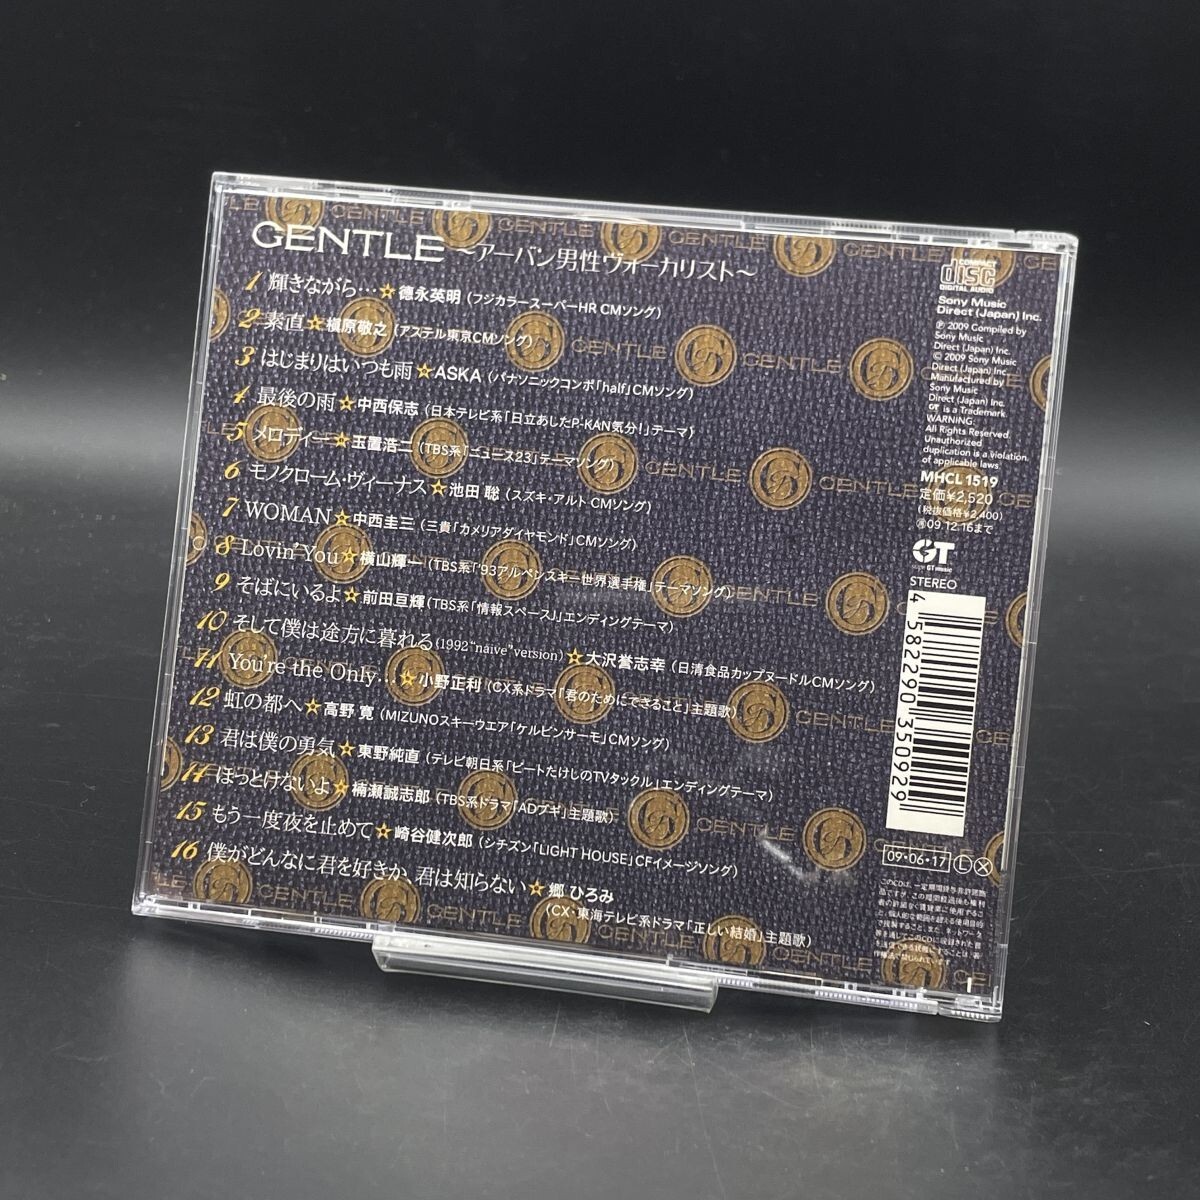 GENTLE ～アーバン男性ヴォーカリスト～
1 輝きながら…☆徳永英明(フジカラースーパーHR CMソング)
2 素直☆槇原敬之(アステル東京CMソング)
3 はじまりはいつも雨☆ASKA(パナソニックコンポ「half」CMソング)
4 最後の雨☆中西保志(日本テレビ系「日立あしたP-KAN気分!」テーマ)
5 メロディー☆玉置浩二(TBS系「ニュース23」テーマソング)
6 モノクローム・ヴィーナス☆池田 聡(スズキ・アルト CMソング)
7 WOMAN☆中西圭三(三貴「カメリアダイヤモンド」CMソング)
8 Lovin' You☆横山輝一(TBS系「'93アルペンスキー世界選手権」テーマソング)
9 そばにいるよ☆前田亘輝(TBS系「情報スペース」エンディングテーマ)
10 そして僕は途方に暮れる(1992 "naive" version)☆大沢誉志幸(日清食品カップヌードルCMソング)
11 You're the Only…☆小野正利(CX系ドラマ「君のためにできること」主題歌)
12 虹の都へ☆高野 寛(MIZUNOスキーウエア「ケルビンサーモ」CMソング)
13 君は僕の勇気☆東野純直(テレビ朝日系「ビートたけしのTVタックル」エンディングテーマ)
14 ほっとけないよ☆楠瀬誠志郎(TBS系ドラマ「ADブギ」主題歌)
15 もう一度夜を止めて☆崎谷健次郎(シチズン「LIGHT HOUSE」CFイメージソング)
16 僕がどんなに君を好きか、君は知らない☆郷 ひろみ
(CX・東海テレビ系ドラマ「正しい結婚」主題歌)
COMPACT
disc
DIGITAL AUDIO
Sony Music
Direct (Japan) Inc.
℗ 2009 Compiled by
Sony Music
Direct (Japan) Inc.
© 2009 Sony Music
Direct (Japan) Inc.
Manufactured by
Sony Music
Direct (Japan) Inc.
GT is a Trademark.
WARNING:
All Rights Reserved.
Unauthorized
duplication is a violation
of applicable laws.
MHCL 1519
定価¥2,520
(税抜価格¥2,400)
09.12.16まで
GT
STEREO
4 582290 350929
09・06・17 L X